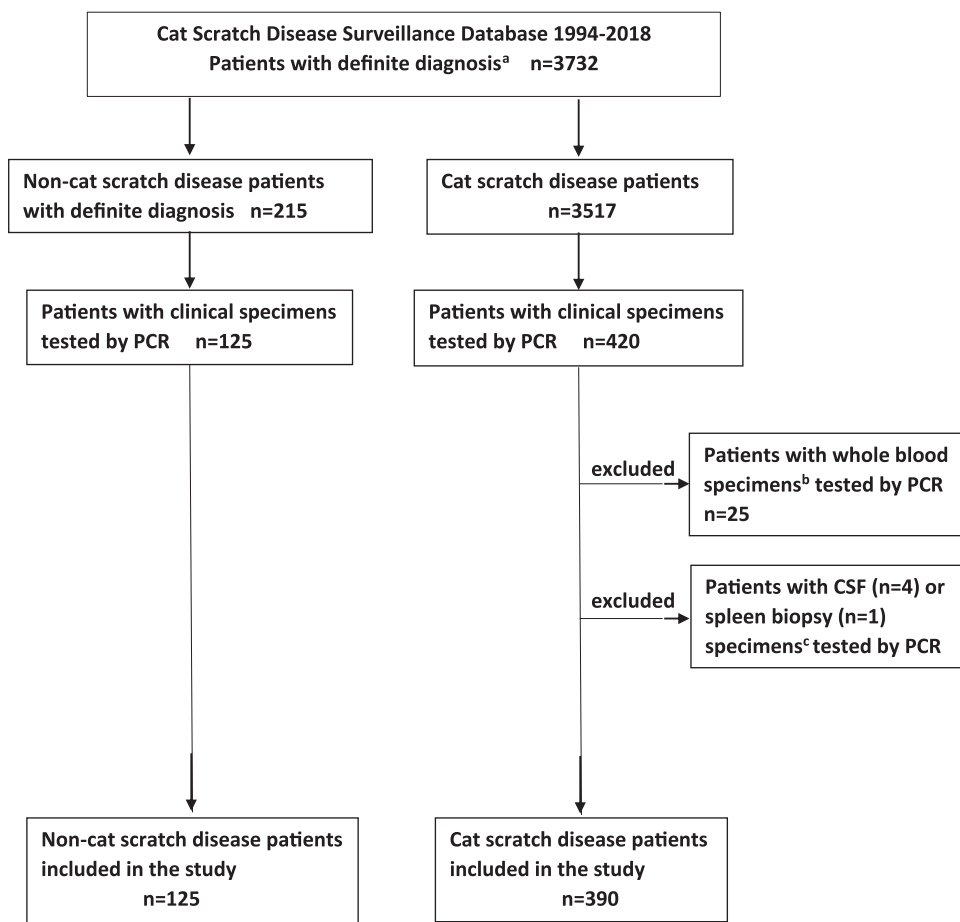 Cat Scratch Disease Surveillance Database 1994-2018
Patients with definite diagnosisᵃ n=3732
Non-cat scratch disease patients
with definite diagnosis n=215
Cat scratch disease patients
n=3517
Patients with clinical specimens
tested by PCR n=125
Patients with clinical specimens
tested by PCR n=420
excluded
Patients with whole blood
specimensᵇ tested by PCR
n=25
excluded
Patients with CSF (n=4) or
spleen biopsy (n=1)
specimensᶜ tested by PCR
Non-cat scratch disease patients
included in the study
n=125
Cat scratch disease patients
included in the study
n=390